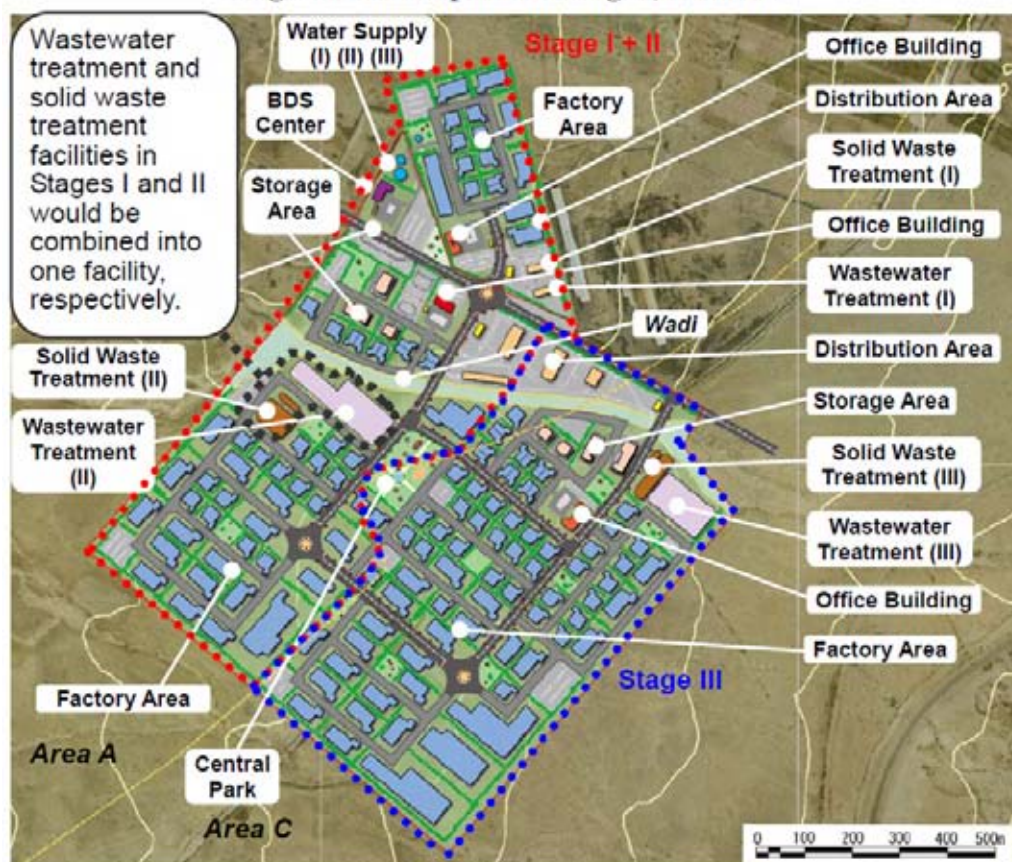 Wastewater
treatment and
solid waste
treatment
facilities in
Stages I and II
would be
combined into
one facility,
respectively.
Water Supply
(I) (II) (III)
BDS
Center
Storage
Area
Stage I + II
Factory
Area
Office Building
Distribution Area
Solid Waste
Treatment (I)
Office Building
Wastewater
Treatment (I)
Wadi
Distribution Area
Storage Area
Solid Waste
Treatment (III)
Wastewater
Treatment (III)
Office Building
Factory Area
Solid Waste
Treatment (II)
Wastewater
Treatment
(II)
Factory Area
Stage III
Central
Park
Area A
Area C
0 100 200 300 400 500m